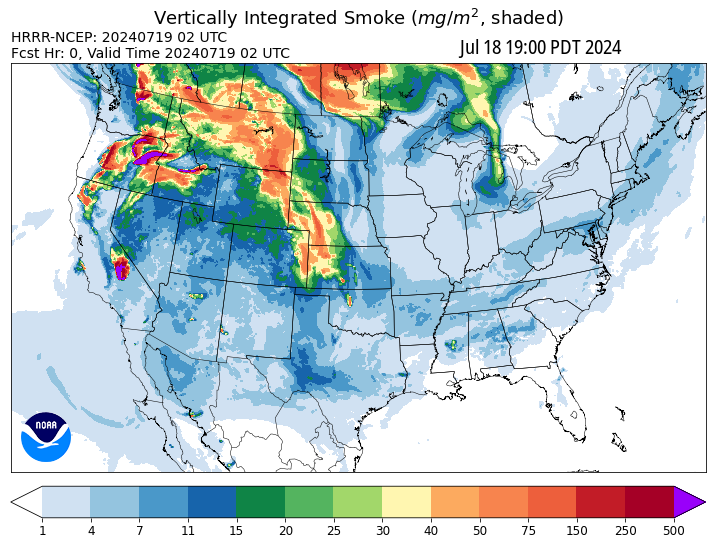 Vertically Integrated Smoke (mg/m², shaded)
HRRR-NCEP: 20240719 02 UTC
Fcst Hr: 0, Valid Time 20240719 02 UTC
Jul 18 19:00 PDT 2024
NOAA
1 4 7 11 15 20 25 30 40 50 75 150 250 500